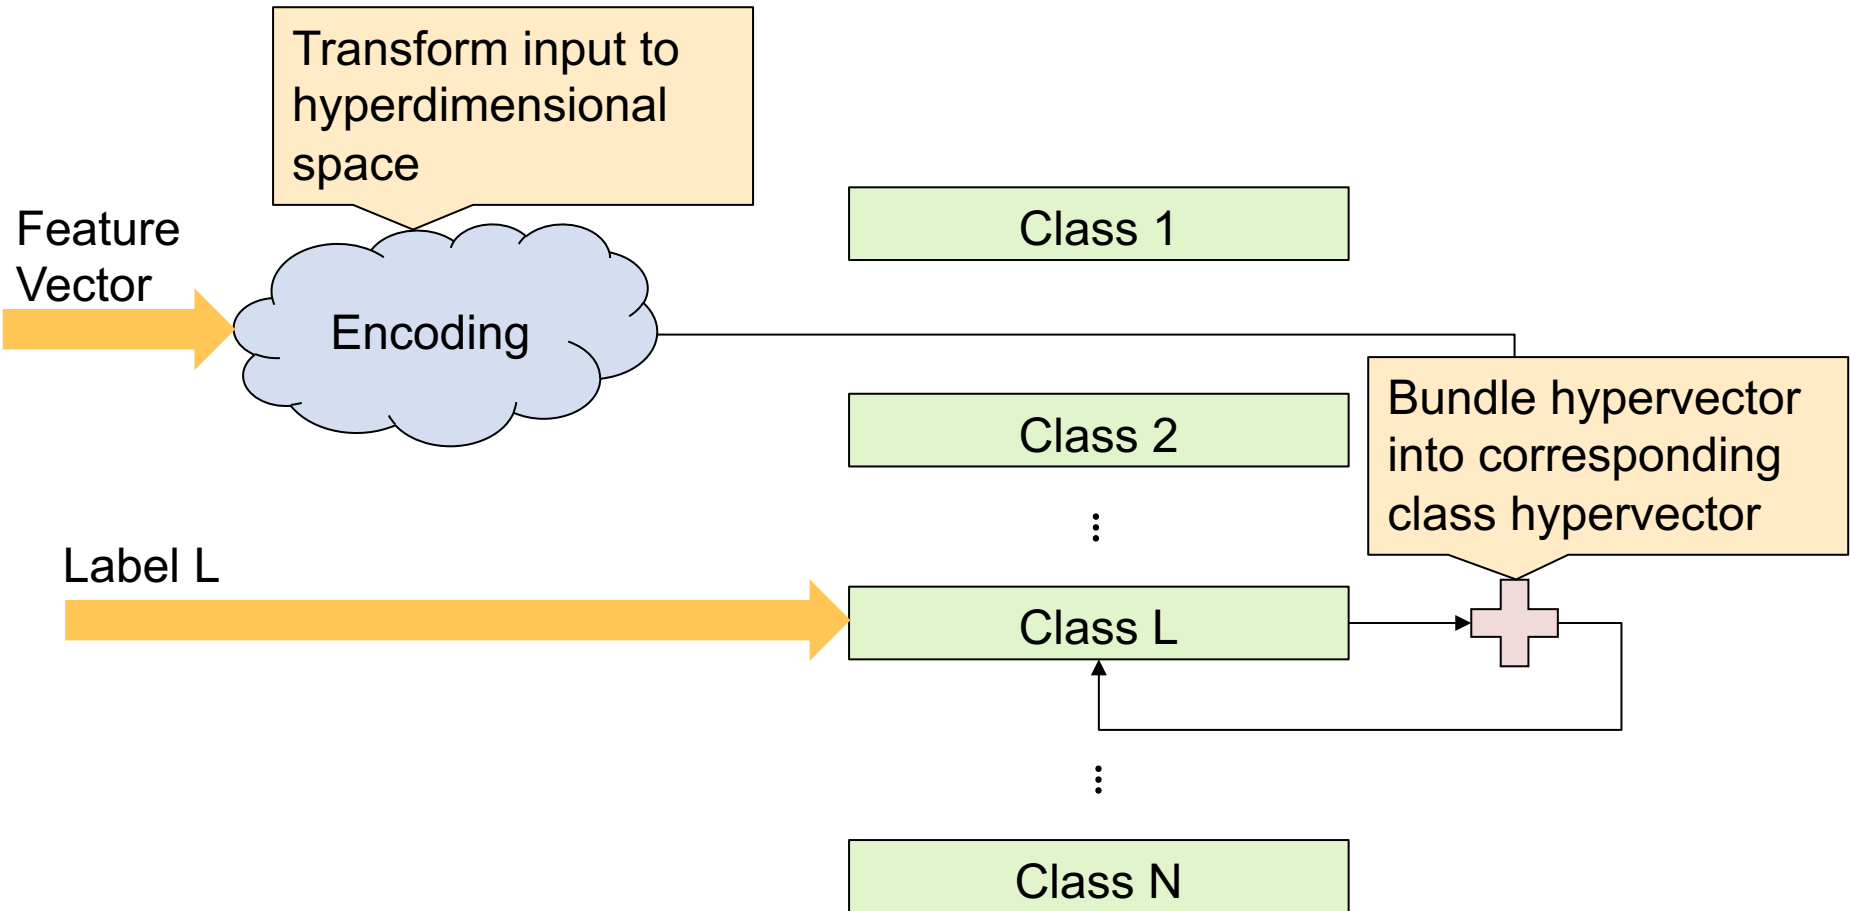 Transform input to
hyperdimensional
space
Feature
Vector
Encoding
Class 1
Class 2
Bundle hypervector
into corresponding
class hypervector
⋮
Label L
Class L
⋮
Class N